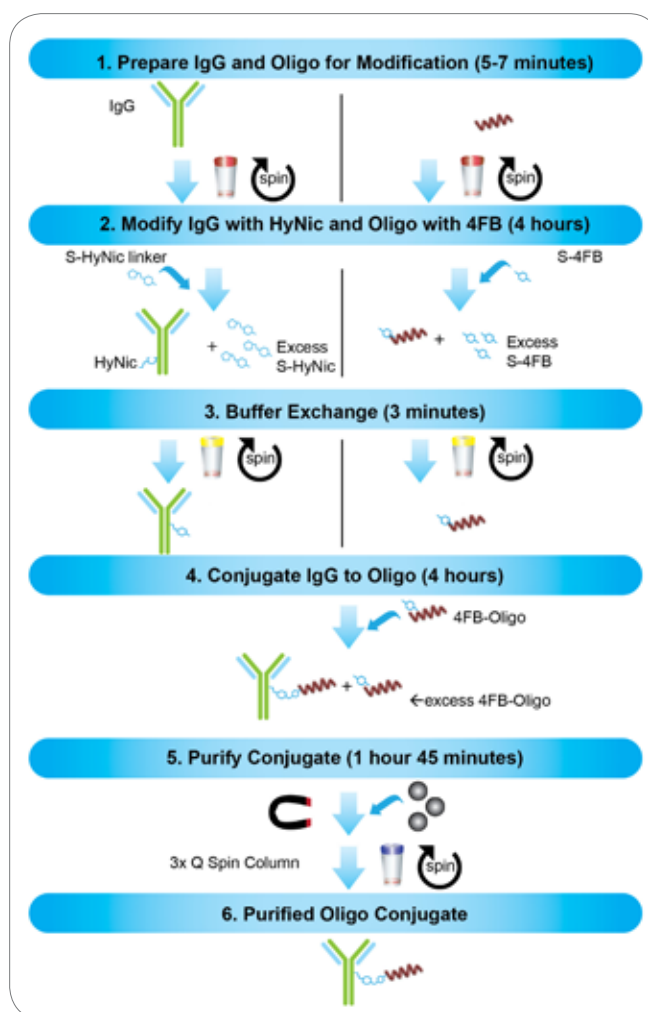 1. Prepare IgG and Oligo for Modification (5-7 minutes)
IgG
spin
spin
2. Modify IgG with HyNic and Oligo with 4FB (4 hours)
S-HyNic linker
S-4FB
HyNic
+
Excess
S-HyNic
+
Excess
S-4FB
3. Buffer Exchange (3 minutes)
spin
spin
4. Conjugate IgG to Oligo (4 hours)
4FB-Oligo
+
←excess 4FB-Oligo
5. Purify Conjugate (1 hour 45 minutes)
3x Q Spin Column
spin
6. Purified Oligo Conjugate